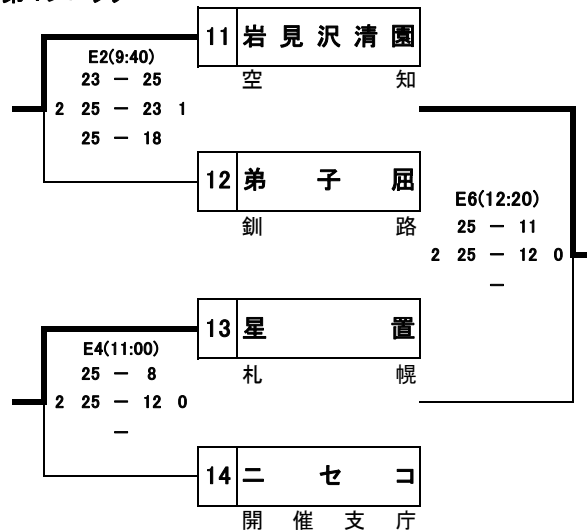 11 岩見沢清園
空知
E2(9:40)
23 － 25
2 25 － 23 1
25 － 18
12 弟子屈
釧路
E6(12:20)
25 － 11
2 25 － 12 0
－
13 星置
札幌
E4(11:00)
25 － 8
2 25 － 12 0
－
14 ニセコ
開催支庁